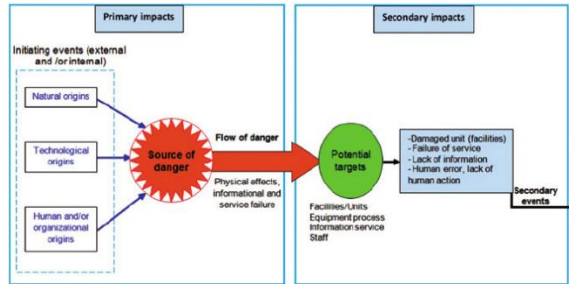 Primary impacts
Initiating events (external
and /or internal)
Natural origins
Technological
origins
Human and/or
organizational
origins
Source of
danger
Flow of danger
Physical effects,
informational and
service failure
Secondary impacts
Potential
targets
Facilities/Units
Equipment process
Information service
Staff
-Damaged unit (facilities)
- Failure of service
- Lack of information
- Human error, lack of
human action
Secondary
events